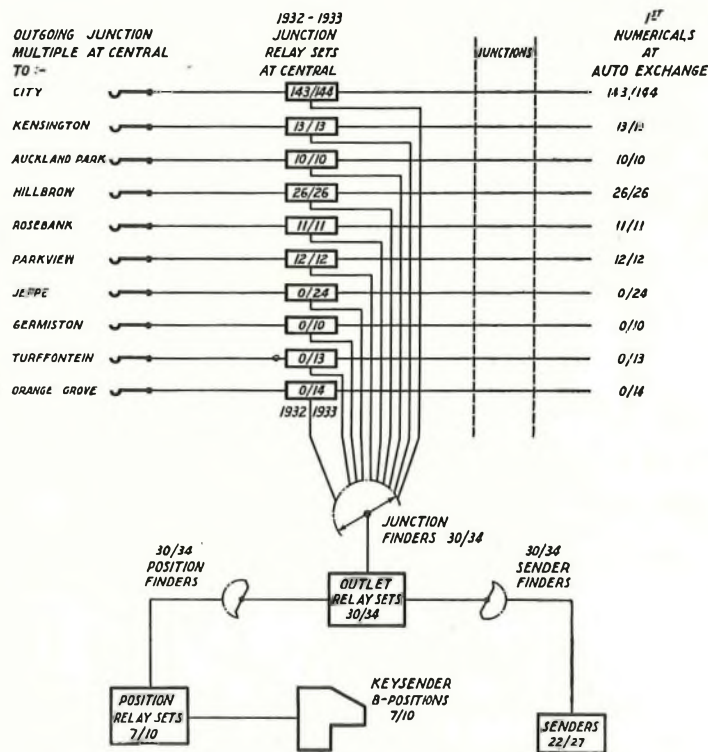 OUTGOING JUNCTION
MULTIPLE AT CENTRAL
TO :-
1932 - 1933
JUNCTION
RELAY SETS
AT CENTRAL
JUNCTIONS
1ST
NUMERICALS
AT
AUTO EXCHANGE
CITY 143/144 143/144
KENSINGTON 13/13 13/13
AUCKLAND PARK 10/10 10/10
HILLBROW 26/26 26/26
ROSEBANK 11/11 11/11
PARKVIEW 12/12 12/12
JEPPE 0/24 0/24
GERMISTON 0/10 0/10
TURFFONTEIN 0/13 0/13
ORANGE GROVE 0/14 0/14
1932 1933
JUNCTION
FINDERS 30/34
30/34
POSITION
FINDERS
OUTLET
RELAY SETS
30/34
30/34
SENDER
FINDERS
POSITION
RELAY SETS
7/10
KEYSENDER
B-POSITIONS
7/10
SENDERS
22/27